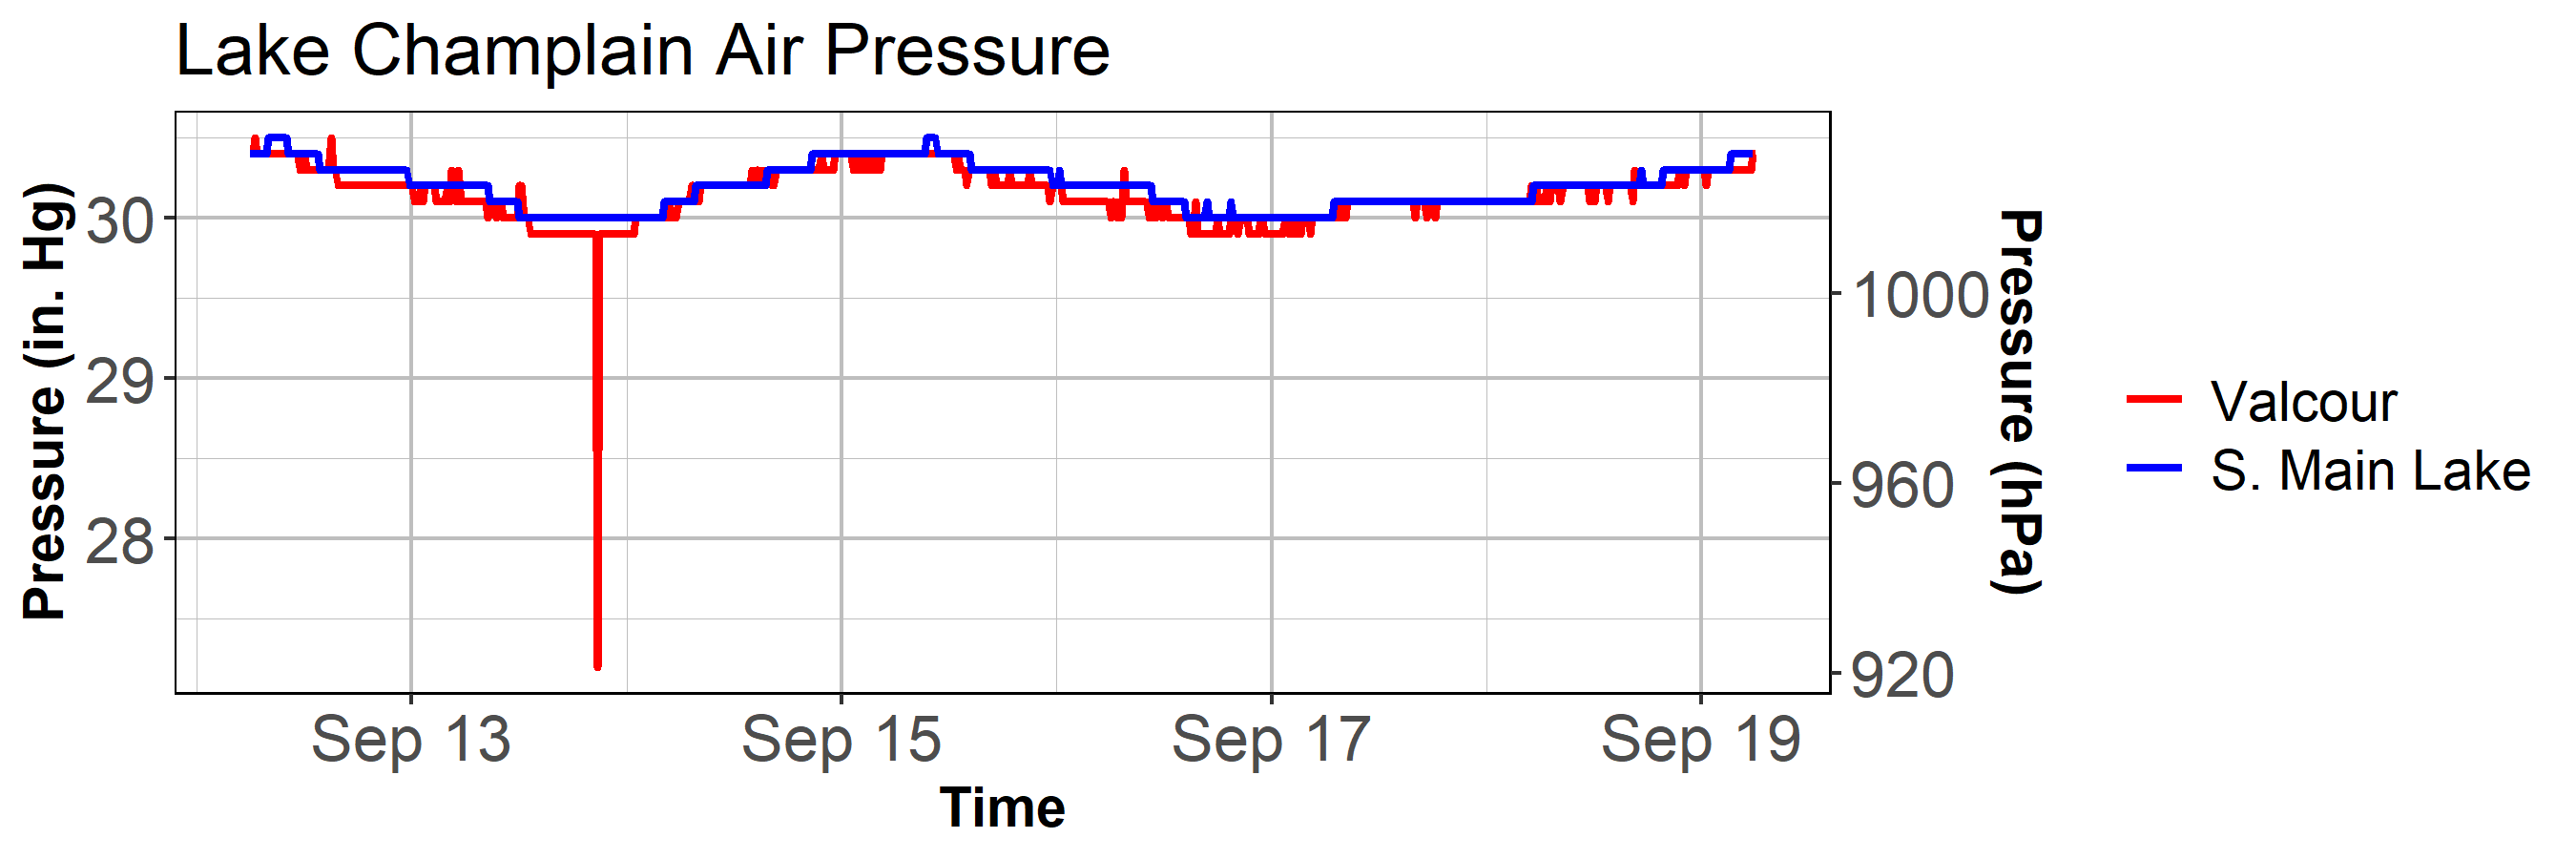 Lake Champlain Air Pressure
Pressure (in. Hg)
30
29
28
1000
960
920
Pressure (hPa)
Valcour
S. Main Lake
Sep 13
Sep 15
Sep 17
Sep 19
Time